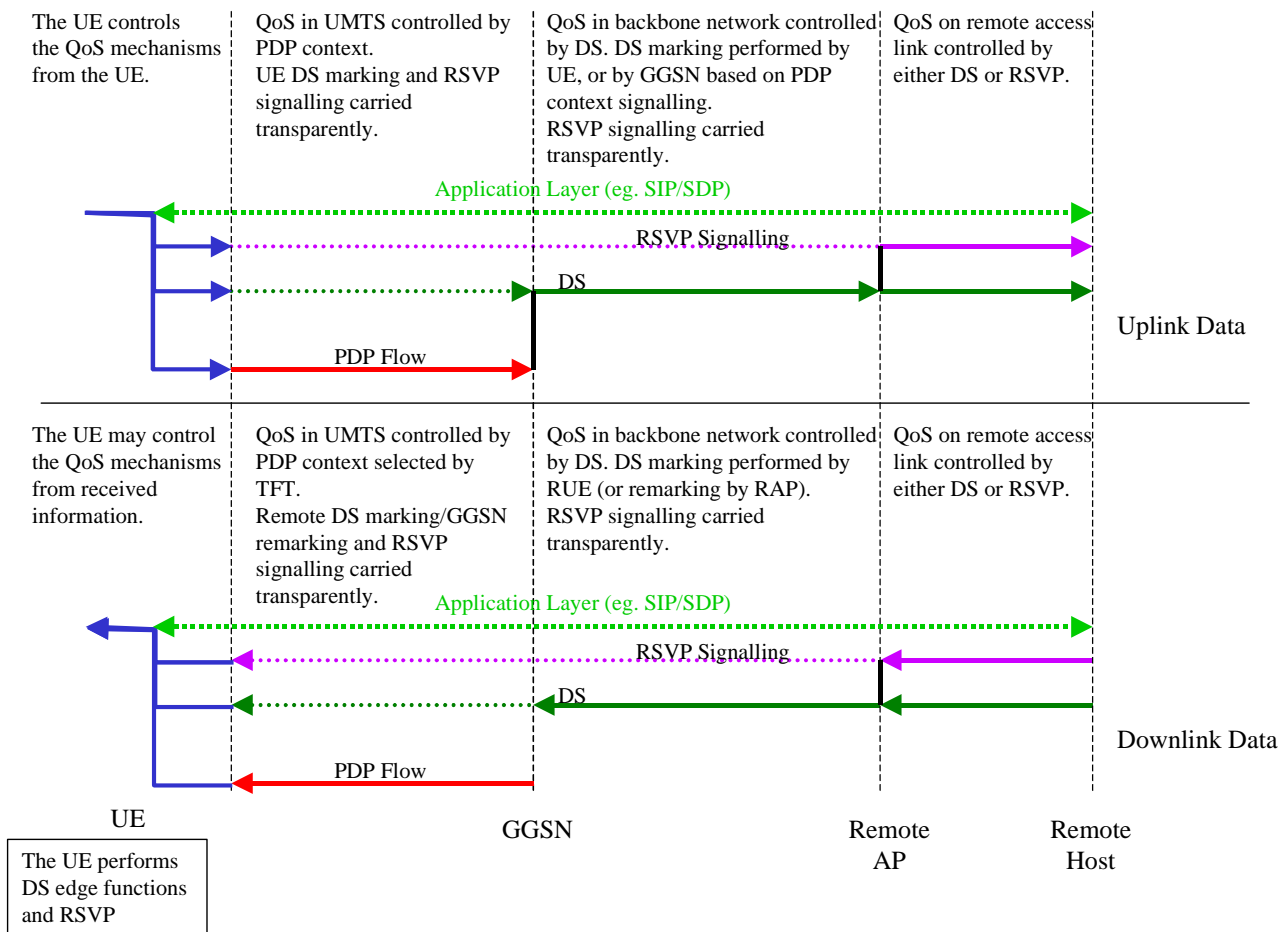 The UE controls
the QoS mechanisms
from the UE.
QoS in UMTS controlled by
PDP context.
UE DS marking and RSVP
signalling carried
transparently.
QoS in backbone network controlled
by DS. DS marking performed by
UE, or by GGSN based on PDP
context signalling.
RSVP signalling carried
transparently.
QoS on remote access
link controlled by
either DS or RSVP.
Application Layer (eg. SIP/SDP)
RSVP Signalling
DS
PDP Flow
Uplink Data
The UE may control
the QoS mechanisms
from received
information.
QoS in UMTS controlled by
PDP context selected by
TFT.
Remote DS marking/GGSN
remarking and RSVP
signalling carried
transparently.
QoS in backbone network controlled
by DS. DS marking performed by
RUE (or remarking by RAP).
RSVP signalling carried
transparently.
QoS on remote access
link controlled by
either DS or RSVP.
Application Layer (eg. SIP/SDP)
RSVP Signalling
DS
PDP Flow
Downlink Data
UE
GGSN
Remote
AP
Remote
Host
The UE performs
DS edge functions
and RSVP